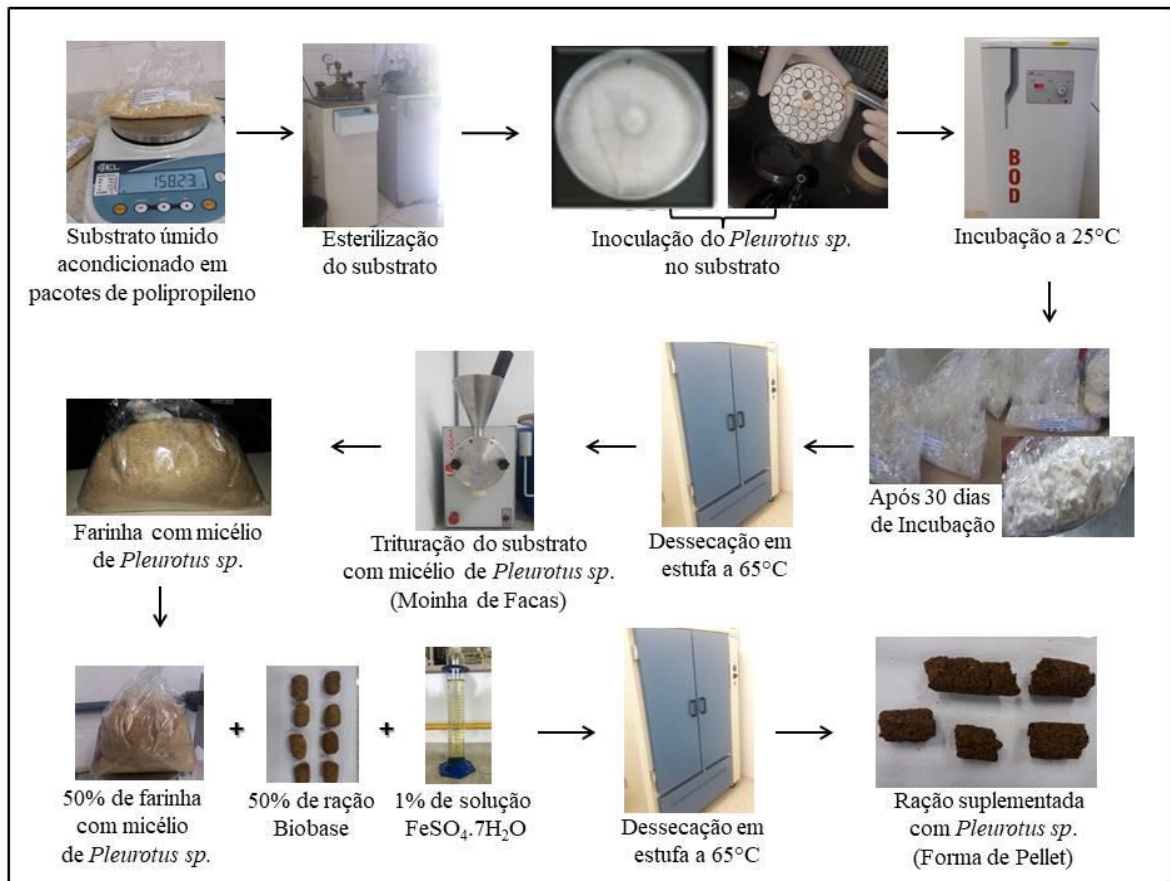 15823
Substrato úmido
acondicionado em
pacotes de polipropileno
Esterilização
do substrato
Inoculação do Pleurotus sp.
no substrato
BOD
Incubação a 25°C
Farinha com micélio
de Pleurotus sp.
Trituração do substrato
com micélio de Pleurotus sp.
(Moinha de Facas)
Dessecação em
estufa a 65°C
Após 30 dias
de Incubação
50% de farinha
com micélio
de Pleurotus sp.
+
50% de ração
Biobase
+
1% de solução
FeSO₄.7H₂O
Dessecação em
estufa a 65°C
Ração suplementada
com Pleurotus sp.
(Forma de Pellet)